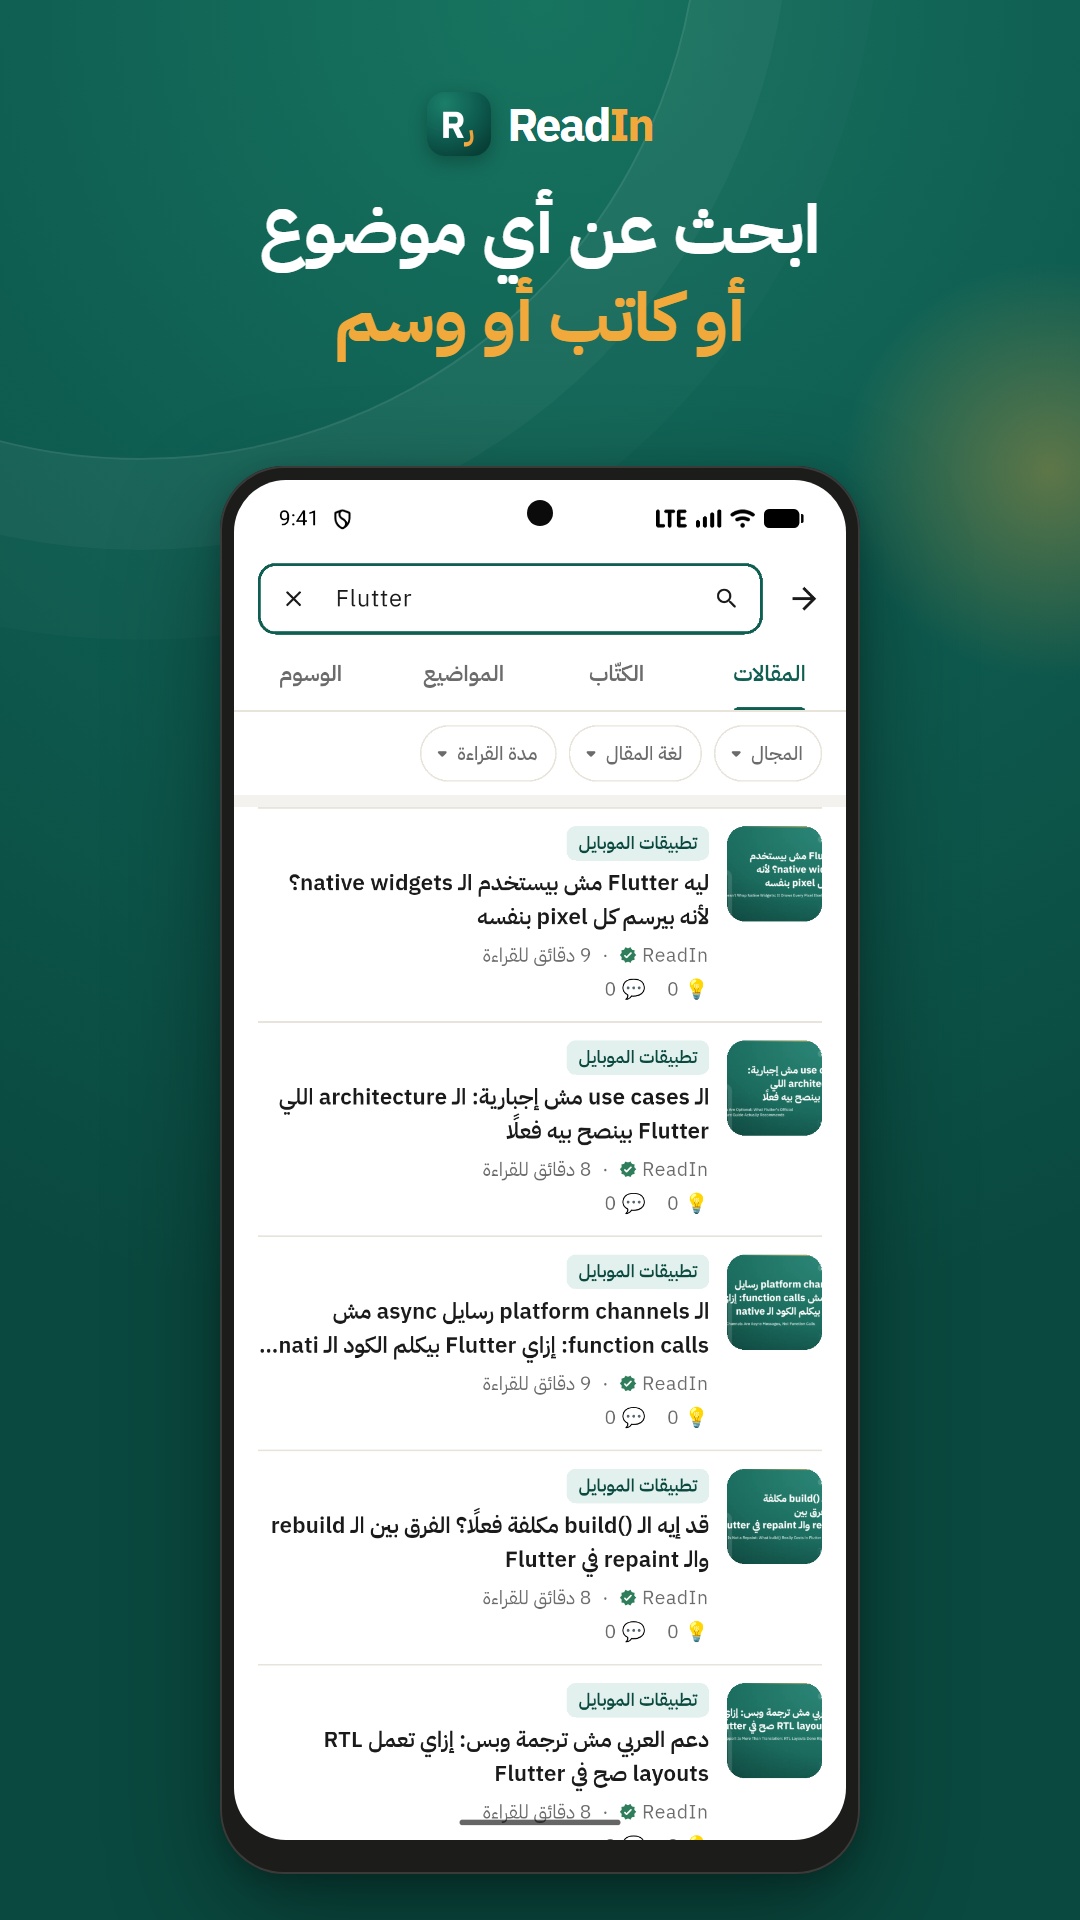 ReadIn
ابحث عن أي موضوع
أو كاتب أو وسم
9:41
LTE
Flutter
المقالات
الكتّاب
المواضيع
الوسوم
المجال
لغة المقال
مدة القراءة
تطبيقات الموبايل
ليه Flutter مش بيستخدم الـ native widgets؟
لأنه بيرسم كل pixel بنفسه
ReadIn · 9 دقائق للقراءة
💡 0 💬 0
تطبيقات الموبايل
الـ use cases مش إجبارية: الـ architecture اللي
Flutter بينصح بيه فعلًا
ReadIn · 8 دقائق للقراءة
💡 0 💬 0
تطبيقات الموبايل
الـ platform channels رسايل async مش
function calls: إزاي Flutter بيكلم الكود الـ nati...
ReadIn · 9 دقائق للقراءة
💡 0 💬 0
تطبيقات الموبايل
قد إيه الـ build() مكلفة فعلًا؟ الفرق بين الـ rebuild
والـ repaint في Flutter
ReadIn · 8 دقائق للقراءة
💡 0 💬 0
تطبيقات الموبايل
دعم العربي مش ترجمة وبس: إزاي تعمل RTL
layouts صح في Flutter
ReadIn · 8 دقائق للقراءة